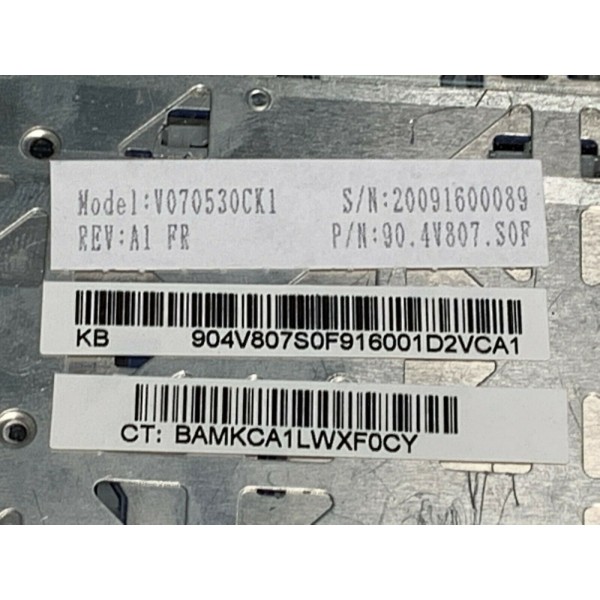 Model:V070530CK1 S/N:20091600089
REV:A1 FR P/N:90.4V807.S0F
KB 904V807S0F916001D2VCA1
CT: BAMKCA1LWXF0CY